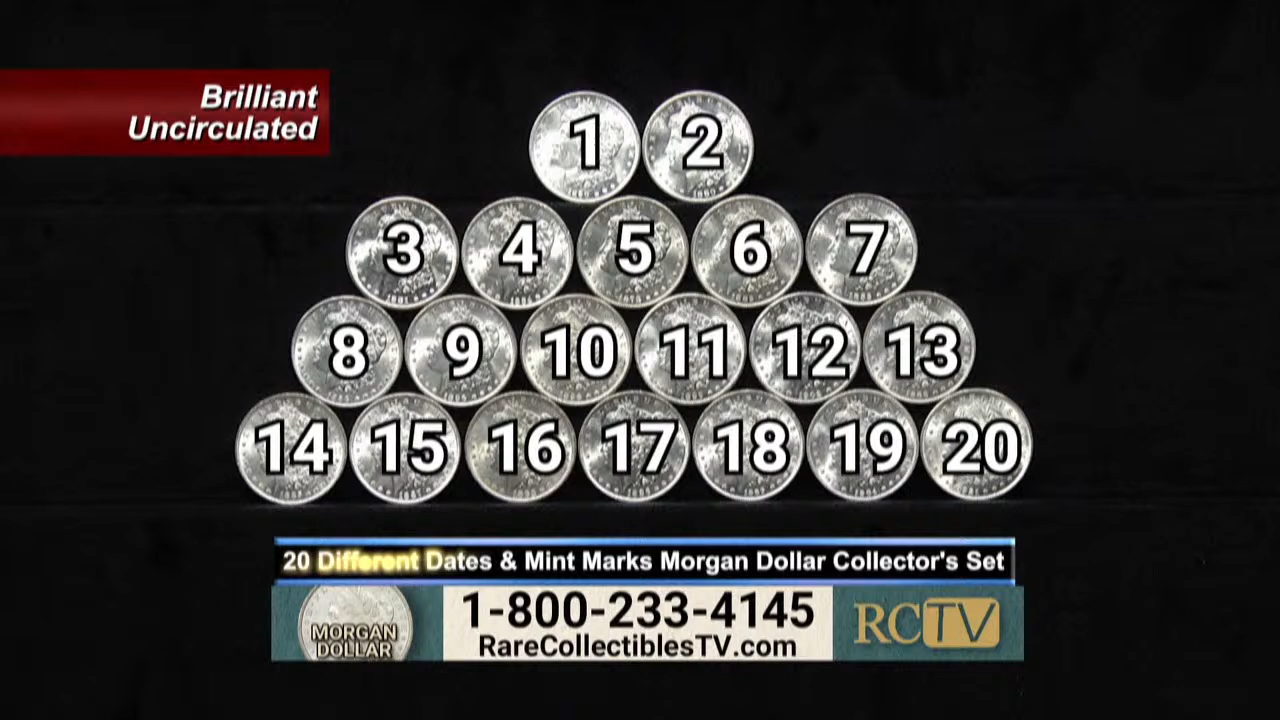 Brilliant
Uncirculated
1 2
3 4 5 6 7
8 9 10 11 12 13
14 15 16 17 18 19 20
20 Different Dates & Mint Marks Morgan Dollar Collector's Set
MORGAN
DOLLAR
1-800-233-4145
RareCollectiblesTV.com
RCTV